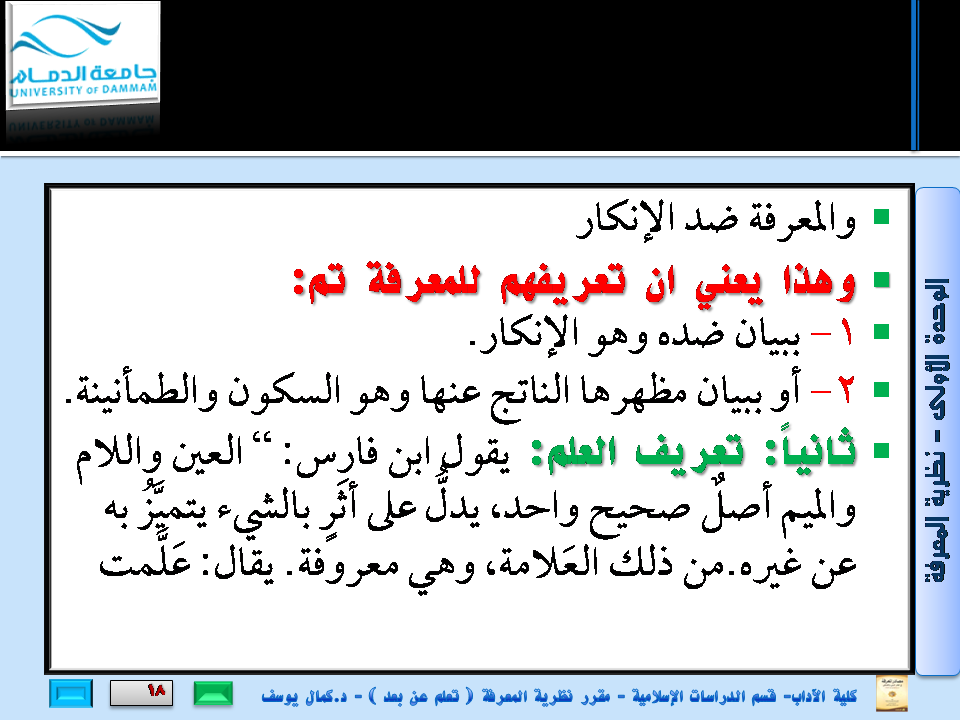 جامعة الدمام
UNIVERSITY OF DAMMAM
والمعرفة ضد الإنكار
وهذا يعني ان تعريفهم للمعرفة تم:
١- ببيان ضده وهو الإنكار.
٢- أو ببيان مظهرها الناتج عنها وهو السكون والطمأنينة.
ثانياً: تعريف العلم: يقول ابن فارِس: “ العين واللام
والميم أصلٌ صحيح واحد، يدلُّ على أثَرٍ بالشيء يتميَّزُ به
عن غيره.من ذلك العَلامة، وهي معروفة. يقال: عَلَّمت
الوحدة الأولى - نظرية المعرفة
كلية الآداب- قسم الدراسات الإسلامية - مقرر نظرية المعرفة ( تعلم عن بعد ) - د.كمال يوسف
١٨